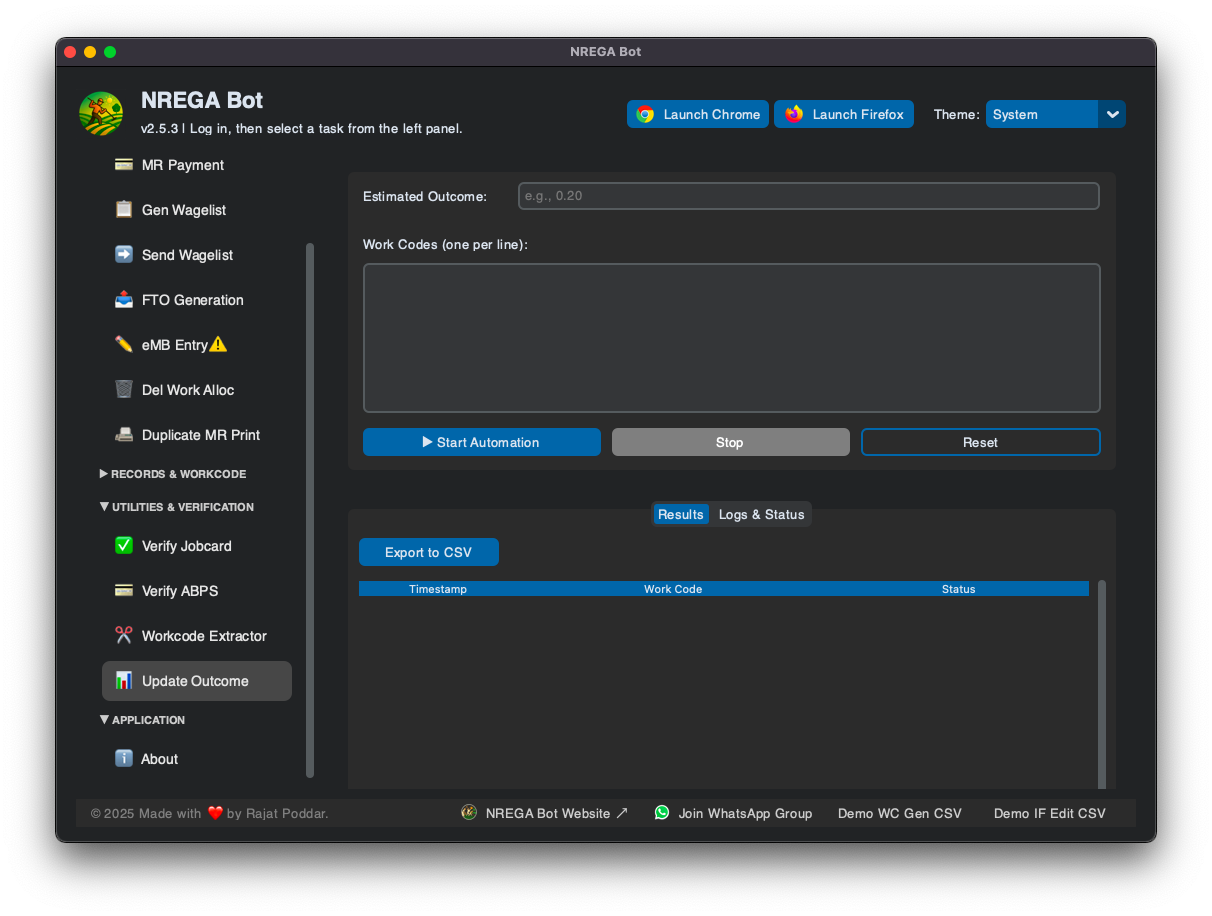 NREGA Bot
NREGA Bot
v2.5.3 | Log in, then select a task from the left panel.
Launch Chrome
Launch Firefox
Theme:
System
MR Payment
Gen Wagelist
Send Wagelist
FTO Generation
eMB Entry
Del Work Alloc
Duplicate MR Print
RECORDS & WORKCODE
UTILITIES & VERIFICATION
Verify Jobcard
Verify ABPS
Workcode Extractor
Update Outcome
APPLICATION
About
Estimated Outcome:
e.g., 0.20
Work Codes (one per line):
Start Automation
Stop
Reset
Results
Logs & Status
Export to CSV
Timestamp
Work Code
Status
© 2025 Made with ❤️ by Rajat Poddar.
NREGA Bot Website ↗
Join WhatsApp Group
Demo WC Gen CSV
Demo IF Edit CSV